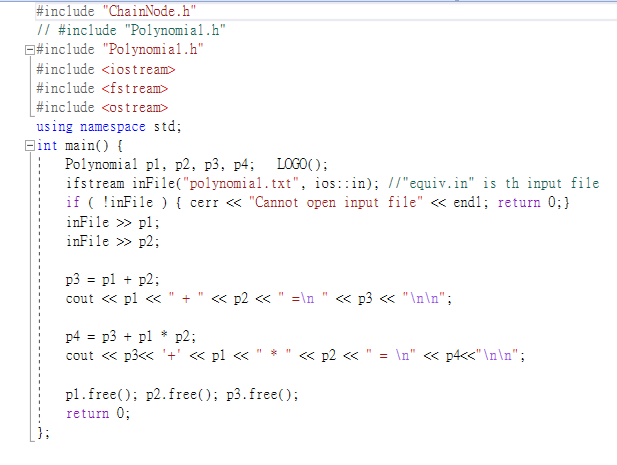 #include "ChainNode.h"
// #include "Polynomial.h"
#include "Polynomial.h"
#include <iostream>
#include <fstream>
#include <ostream>
using namespace std;
int main() {
Polynomial p1, p2, p3, p4;   LOGO();
ifstream inFile("polynomial.txt", ios::in); //"equiv.in" is th input file
if ( !inFile ) { cerr << "Cannot open input file" << endl; return 0;}
inFile >> p1;
inFile >> p2;
p3 = p1 + p2;
cout << p1 << " + " << p2 << " =\n " << p3 << "\n\n";
p4 = p3 + p1 * p2;
cout << p3<< '+' << p1 << " * " << p2 << " = \n" << p4<<"\n\n";
p1.free(); p2.free(); p3.free();
return 0;
};